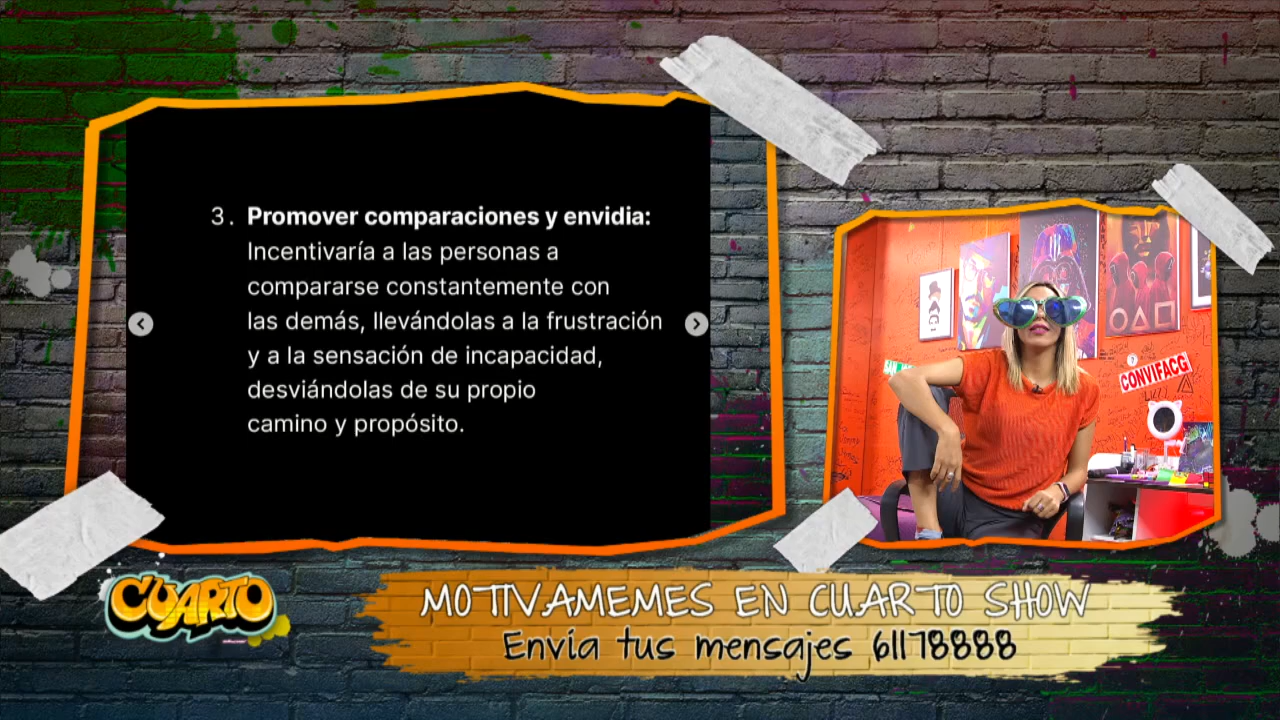 3. Promover comparaciones y envidia:
Incentivaría a las personas a
compararse constantemente con
las demás, llevándolas a la frustración
y a la sensación de incapacidad,
desviándolas de su propio
camino y propósito.
CONVIFACG
CUARTO
MOTIVAMEMES EN CUARTO SHOW
Envía tus mensajes 61178888